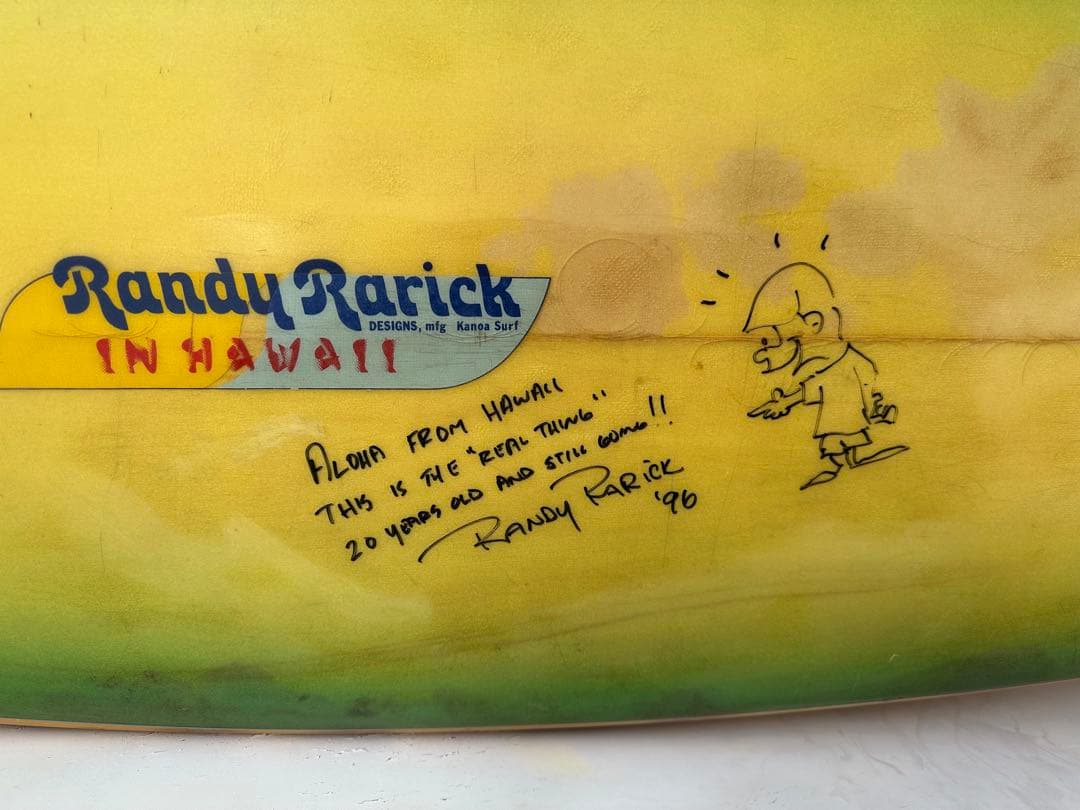 Randy Rarick
DESIGNS, mfg Kanoa Surf
IN HAWAII
ALOHA FROM HAWAII
THIS IS THE "REAL THING"
20 YEARS OLD AND STILL GOING!!
RANDY RARICK
'96